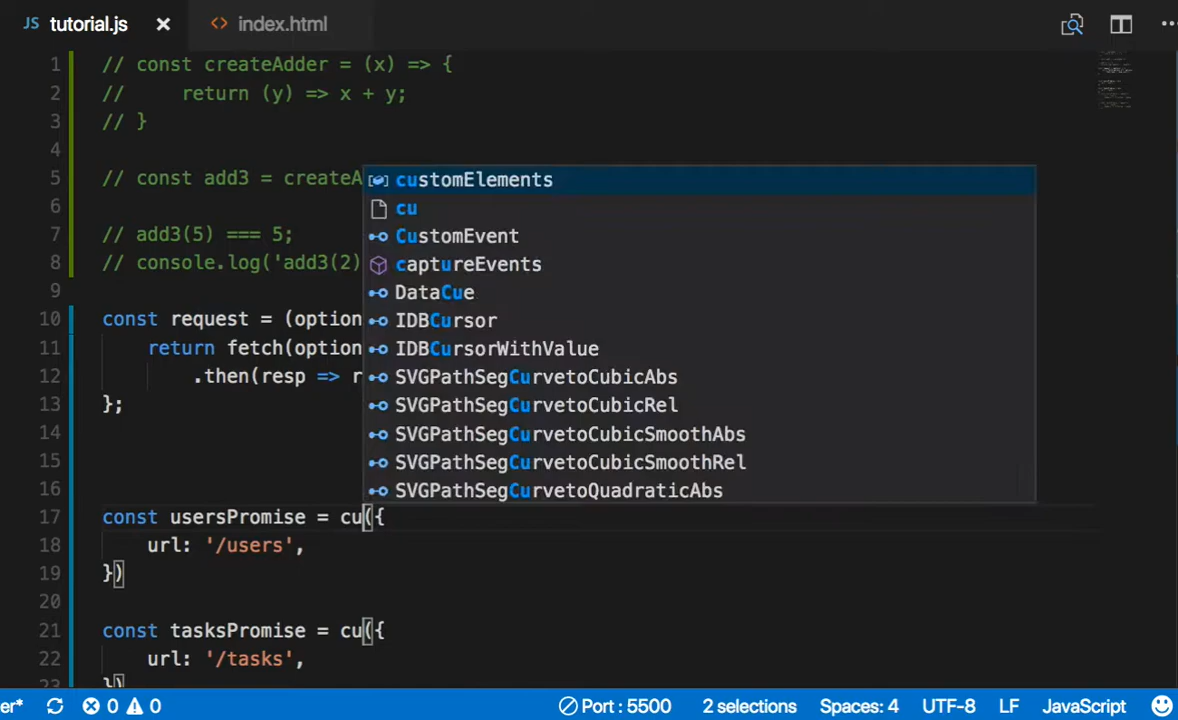 JS tutorial.js × <> index.html
1 // const createAdder = (x) => {
2 //     return (y) => x + y;
3 // }
4
5 // const add3 = createA
6
7 // add3(5) === 5;
8 // console.log('add3(2)
9
10 const request = (option
11     return fetch(option
12         .then(resp => r
13 };
14
15
16
customElements
cu
CustomEvent
captureEvents
DataCue
IDBCursor
IDBCursorWithValue
SVGPathSegCurvetoCubicAbs
SVGPathSegCurvetoCubicRel
SVGPathSegCurvetoCubicSmoothAbs
SVGPathSegCurvetoCubicSmoothRel
SVGPathSegCurvetoQuadraticAbs
17 const usersPromise = cu({
18     url: '/users',
19 })
20
21 const tasksPromise = cu({
22     url: '/tasks',
23 })
er* 0 0 Port : 5500 2 selections Spaces: 4 UTF-8 LF JavaScript